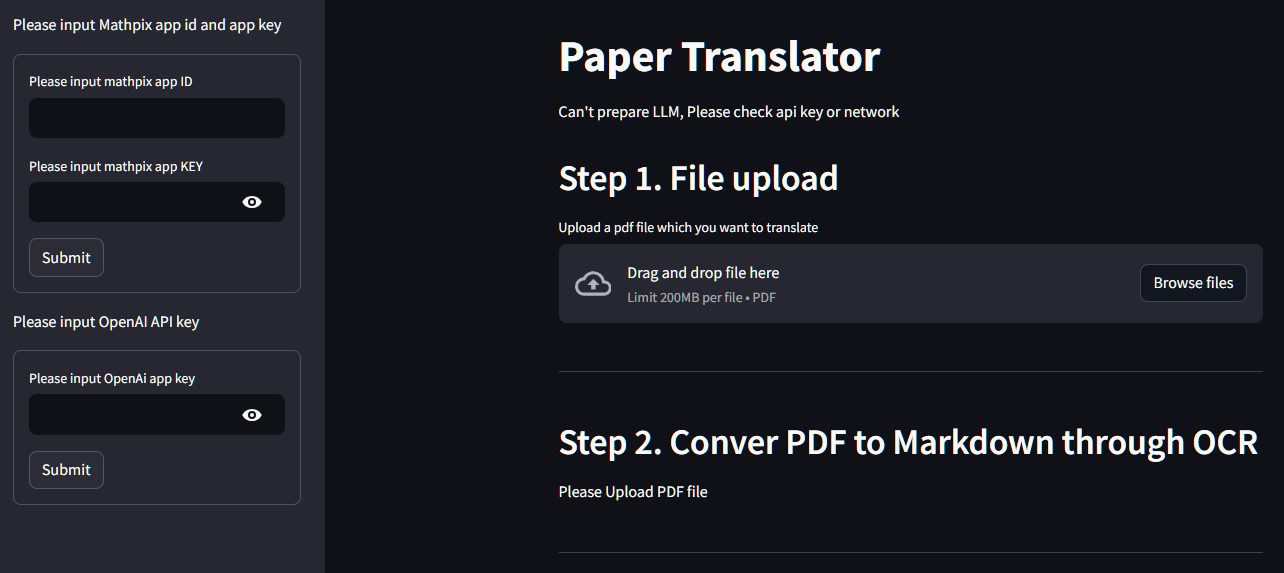 Please input Mathpix app id and app key
Please input mathpix app ID
Please input mathpix app KEY
Submit
Please input OpenAI API key
Please input OpenAi app key
Submit
Paper Translator
Can't prepare LLM, Please check api key or network
Step 1. File upload
Upload a pdf file which you want to translate
Drag and drop file here
Limit 200MB per file • PDF
Browse files
Step 2. Conver PDF to Markdown through OCR
Please Upload PDF file